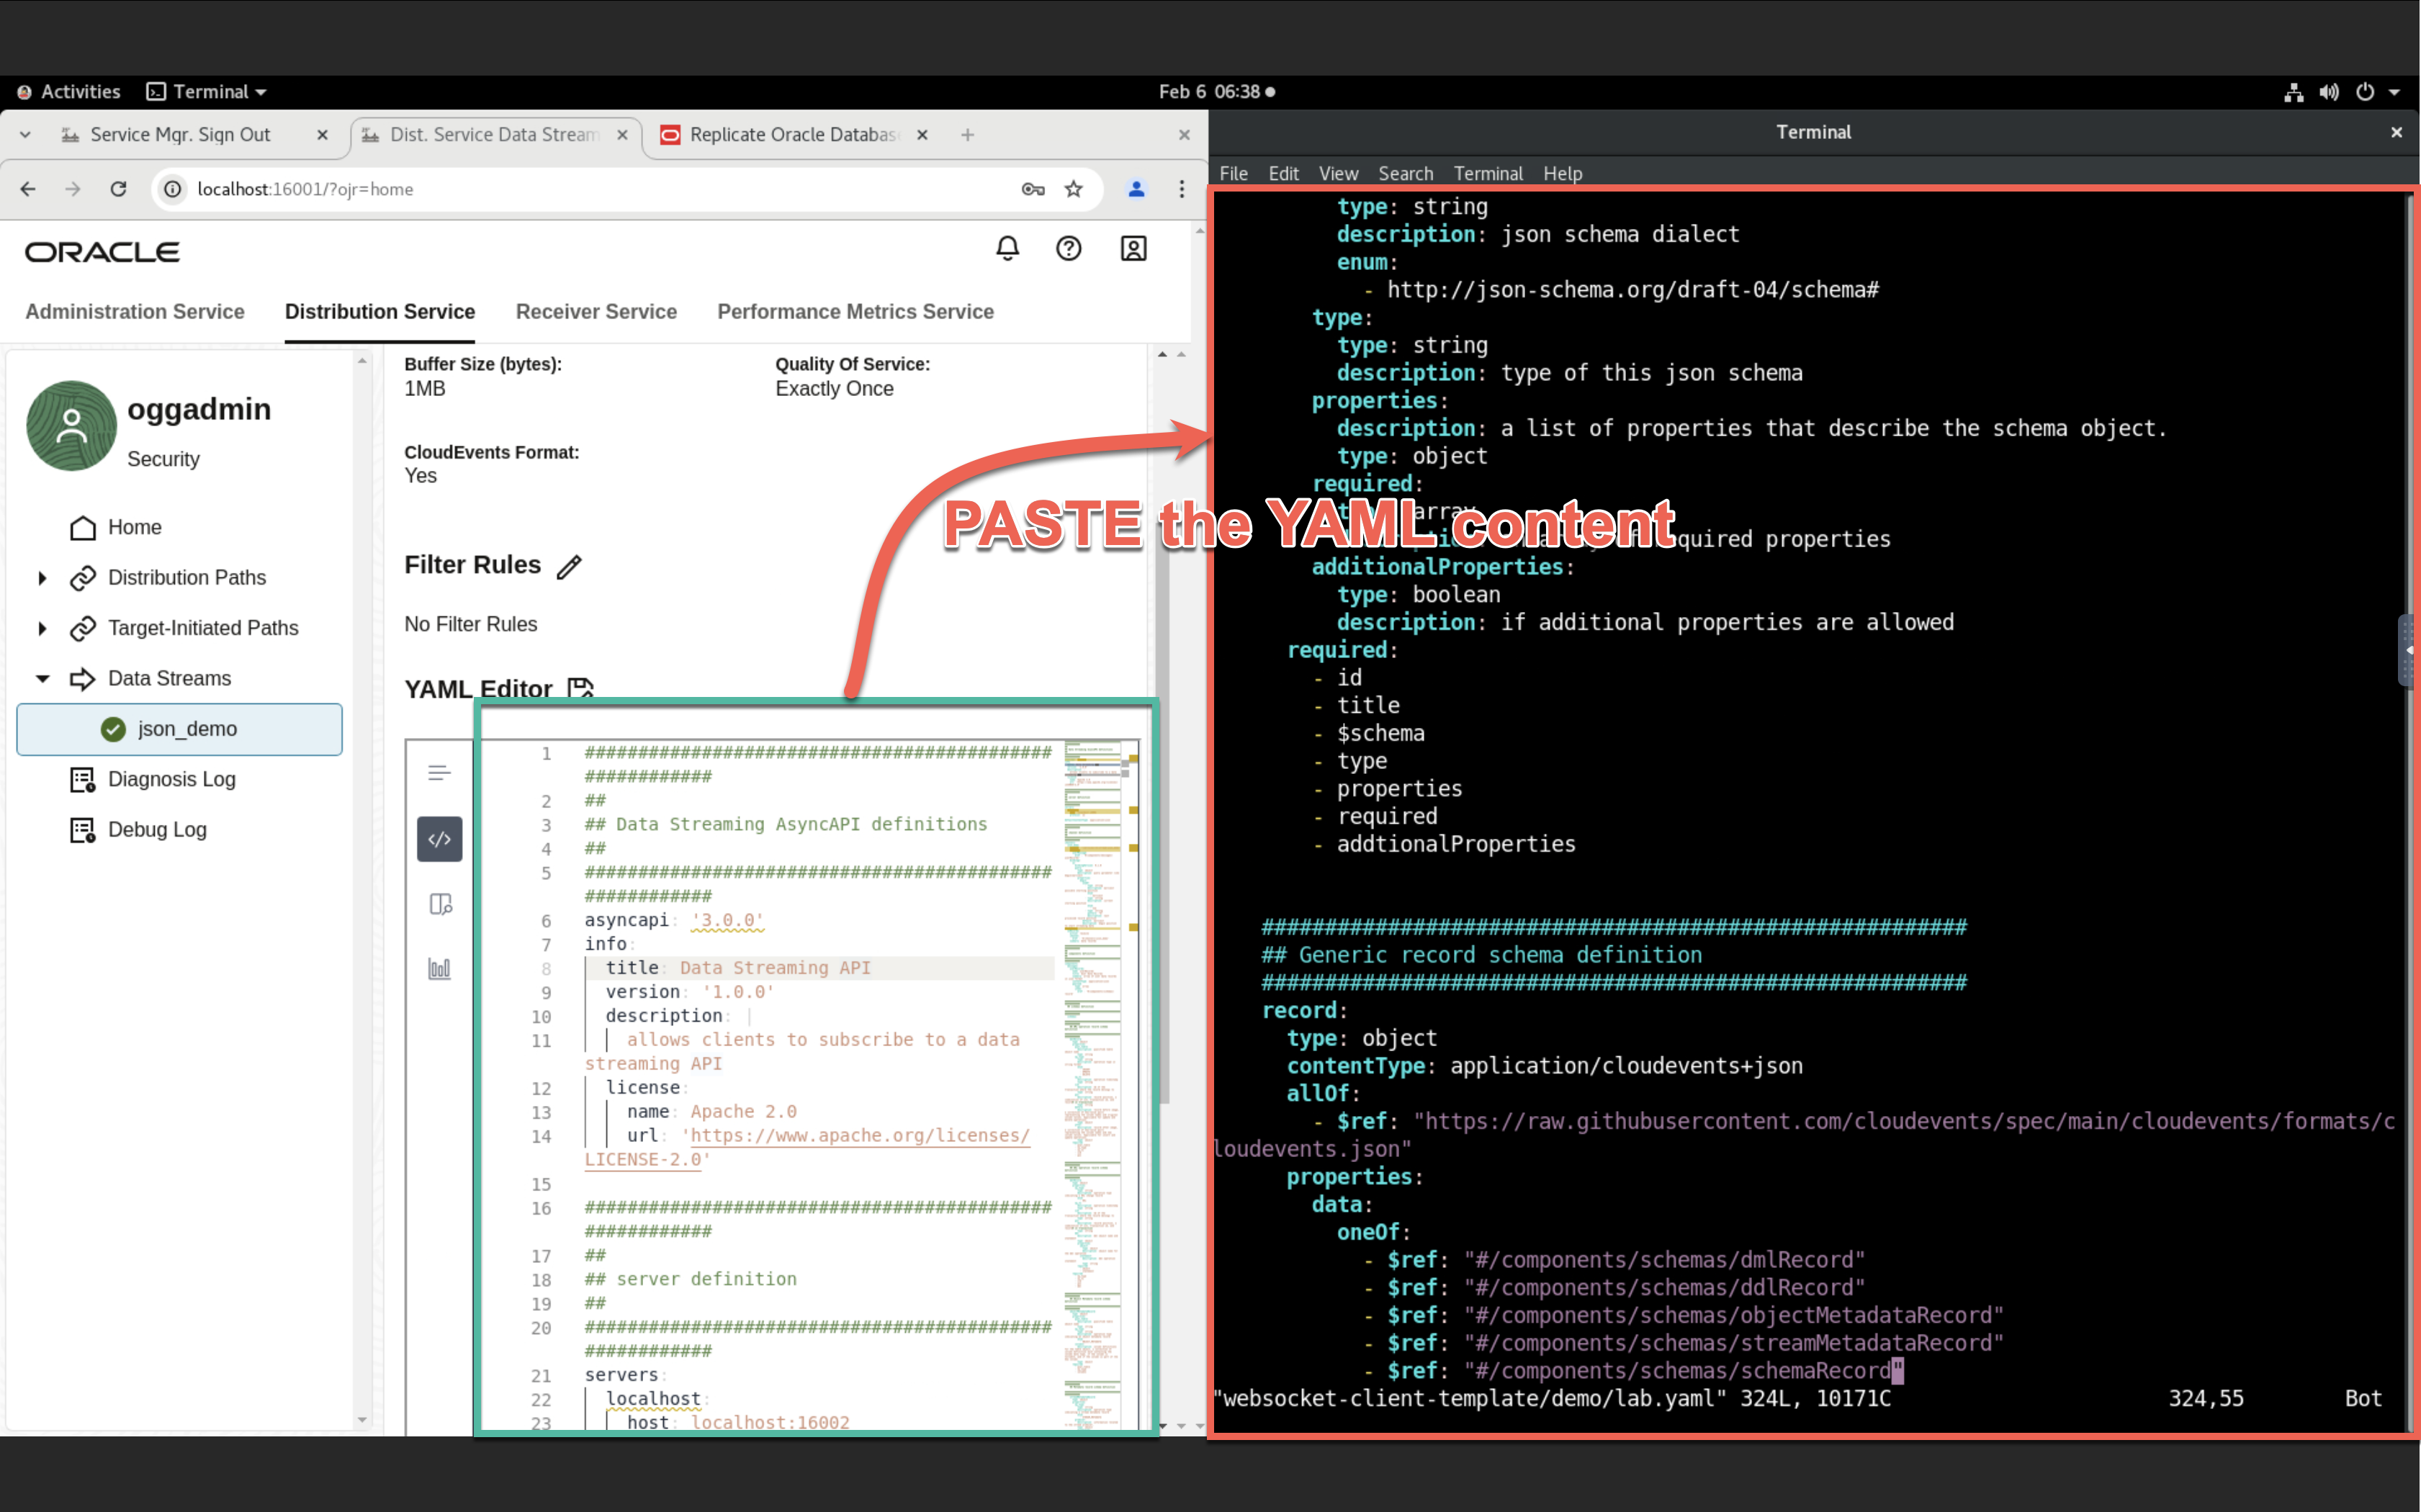 Activities
Terminal
Feb 6 06:38
Service Mgr. Sign Out
Dist. Service Data Stream
Replicate Oracle Databas
localhost:16001/?ojr=home
ORACLE
Administration Service
Distribution Service
Receiver Service
Performance Metrics Service
oggadmin
Security
Home
Distribution Paths
Target-Initiated Paths
Data Streams
json_demo
Diagnosis Log
Debug Log
Buffer Size (bytes):
1MB
Quality Of Service:
Exactly Once
CloudEvents Format:
Yes
Filter Rules
No Filter Rules
YAML Editor
PASTE the YAML content
1 ############################################
############
2 ##
3 ## Data Streaming AsyncAPI definitions
4 ##
5 ############################################
############
6 asyncapi: '3.0.0'
7 info:
8 title: Data Streaming API
9 version: '1.0.0'
10 description: |
11 allows clients to subscribe to a data
streaming API
12 license:
13 name: Apache 2.0
14 url: 'https://www.apache.org/licenses/
LICENSE-2.0'
15
16 ############################################
############
17 ##
18 ## server definition
19 ##
20 ############################################
############
21 servers:
22 localhost:
23 host: localhost:16002
Terminal
File Edit View Search Terminal Help
type: string
description: json schema dialect
enum:
- http://json-schema.org/draft-04/schema#
type:
type: string
description: type of this json schema
properties:
description: a list of properties that describe the schema object.
type: object
required:
array
required properties
additionalProperties:
type: boolean
description: if additional properties are allowed
required:
- id
- title
- $schema
- type
- properties
- required
- addtionalProperties
########################################################
## Generic record schema definition
########################################################
record:
type: object
contentType: application/cloudevents+json
allOf:
- $ref: "https://raw.githubusercontent.com/cloudevents/spec/main/cloudevents/formats/c
loudevents.json"
properties:
data:
oneOf:
- $ref: "#/components/schemas/dmlRecord"
- $ref: "#/components/schemas/ddlRecord"
- $ref: "#/components/schemas/objectMetadataRecord"
- $ref: "#/components/schemas/streamMetadataRecord"
- $ref: "#/components/schemas/schemaRecord"
"websocket-client-template/demo/lab.yaml" 324L, 10171C 324,55 Bot